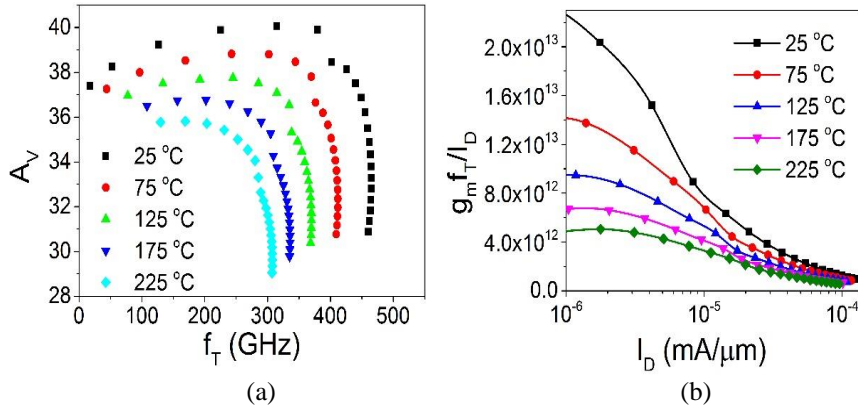 A_V
40
38
36
34
32
30
28
25 °C
75 °C
125 °C
175 °C
225 °C
0 100 200 300 400 500
f_T (GHz)
(a)
g_mf_T/I_D
2.0x10^13
1.6x10^13
1.2x10^13
8.0x10^12
4.0x10^12
0.0
25 °C
75 °C
125 °C
175 °C
225 °C
10^-6 10^-5 10^-4
I_D (mA/μm)
(b)